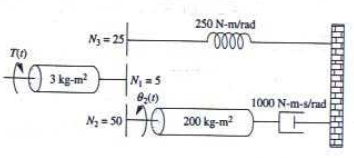 250 N-m/rad
N₃ = 25
T(t)
3 kg-m²
N₁ = 5
θ₂(t)
1000 N-m-s/rad
N₂ = 50
200 kg-m²